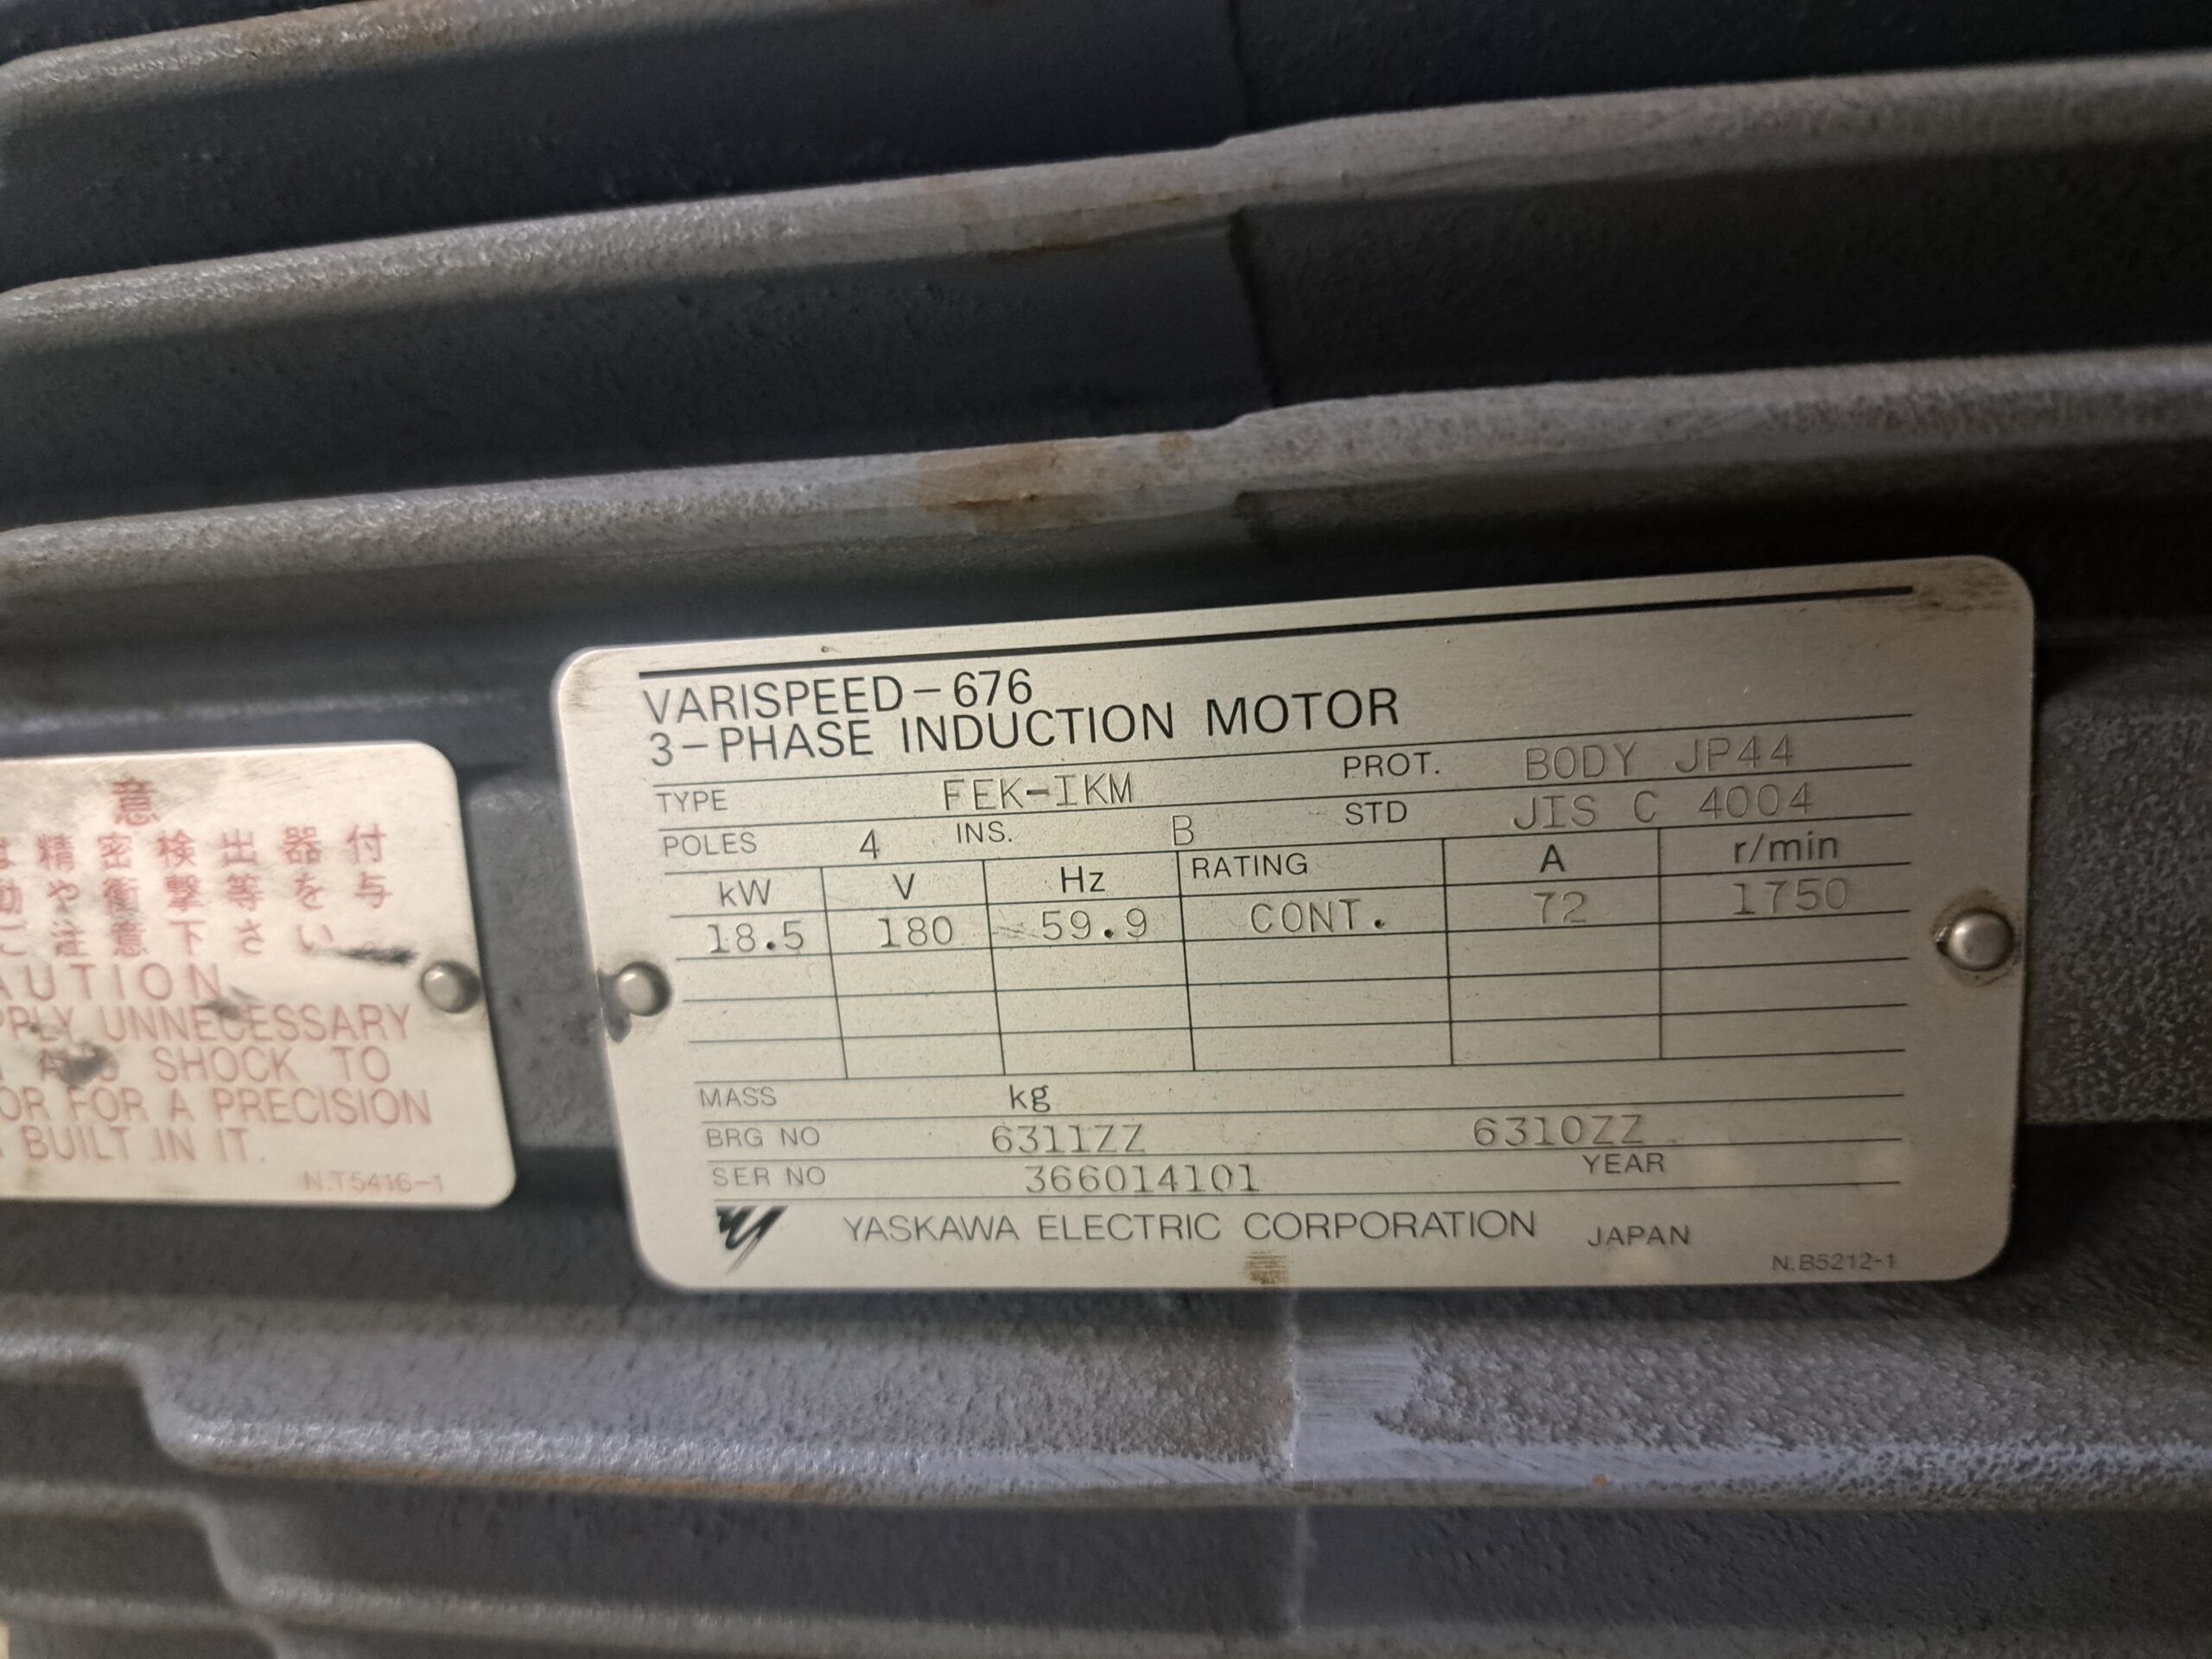 意
は精密検出器付
動や衝撃等を与
に注意下さい
AUTION
PPLY UNNECESSARY
AND SHOCK TO
OR FOR A PRECISION
BUILT IN IT.
N.T5416-1
VARISPEED-676
3-PHASE INDUCTION MOTOR
TYPE FEK-IKM PROT. BODY JP44
POLES 4 INS. B STD JIS C 4004
kW V Hz RATING A r/min
18.5 180 59.9 CONT. 72 1750
MASS kg
BRG NO 6311ZZ 6310ZZ
SER NO 366014101 YEAR
YASKAWA ELECTRIC CORPORATION JAPAN
N.B5212-1